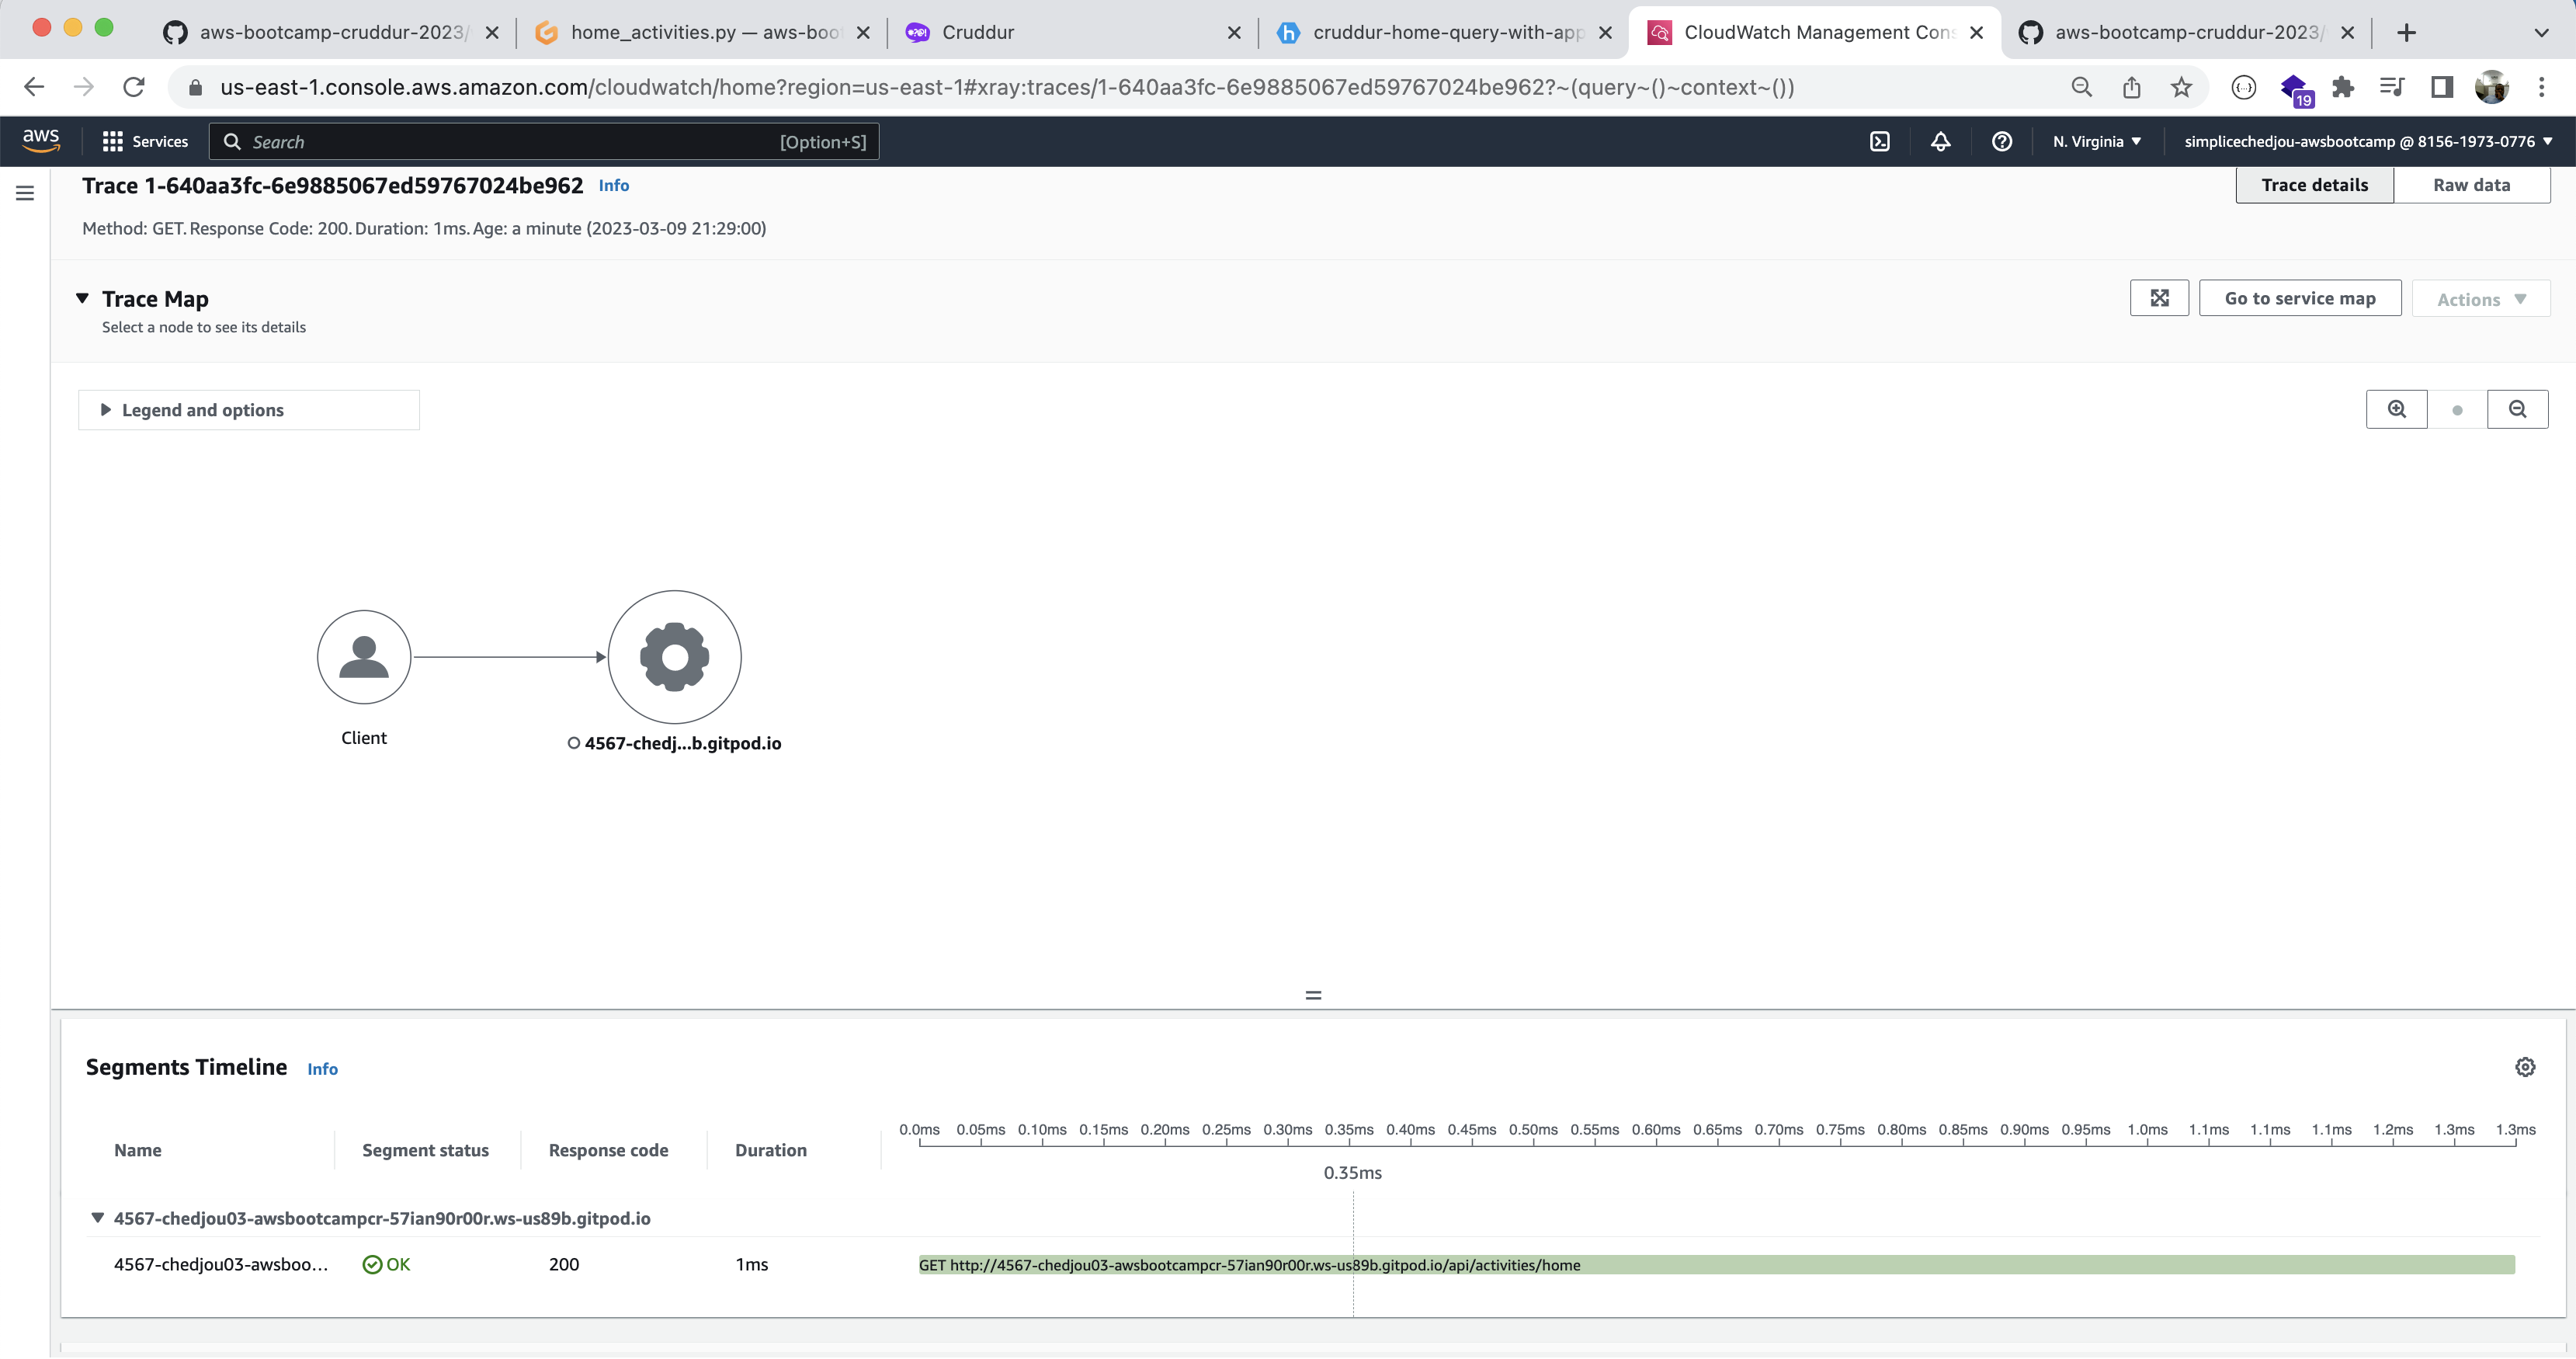 aws-bootcamp-cruddur-2023/
home_activities.py — aws-boot
Cruddur
cruddur-home-query-with-app
CloudWatch Management Cons
aws-bootcamp-cruddur-2023/
us-east-1.console.aws.amazon.com/cloudwatch/home?region=us-east-1#xray:traces/1-640aa3fc-6e9885067ed59767024be962?~(query~()~context~())
19
aws
Services
Search
[Option+S]
N. Virginia
simplicechedjou-awsbootcamp @ 8156-1973-0776
Trace 1-640aa3fc-6e9885067ed59767024be962 Info
Trace details
Raw data
Method: GET. Response Code: 200. Duration: 1ms. Age: a minute (2023-03-09 21:29:00)
Trace Map
Select a node to see its details
Go to service map
Actions
Legend and options
Client
4567-chedj...b.gitpod.io
Segments Timeline Info
0.0ms 0.05ms 0.10ms 0.15ms 0.20ms 0.25ms 0.30ms 0.35ms 0.40ms 0.45ms 0.50ms 0.55ms 0.60ms 0.65ms 0.70ms 0.75ms 0.80ms 0.85ms 0.90ms 0.95ms 1.0ms 1.1ms 1.1ms 1.1ms 1.2ms 1.3ms 1.3ms
Name Segment status Response code Duration
0.35ms
4567-chedjou03-awsbootcampcr-57ian90r00r.ws-us89b.gitpod.io
4567-chedjou03-awsboo... OK 200 1ms GET http://4567-chedjou03-awsbootcampcr-57ian90r00r.ws-us89b.gitpod.io/api/activities/home